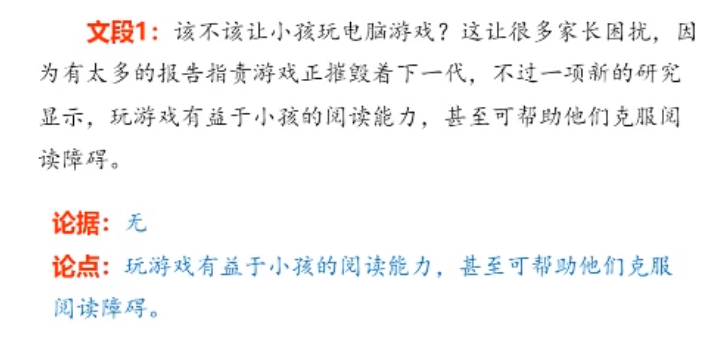 文段1：该不该让小孩玩电脑游戏？这让很多家长困扰，因
为有太多的报告指责游戏正摧毁着下一代，不过一项新的研究
显示，玩游戏有益于小孩的阅读能力，甚至可帮助他们克服阅
读障碍。
论据：无
论点：玩游戏有益于小孩的阅读能力，甚至可帮助他们克服
阅读障碍。